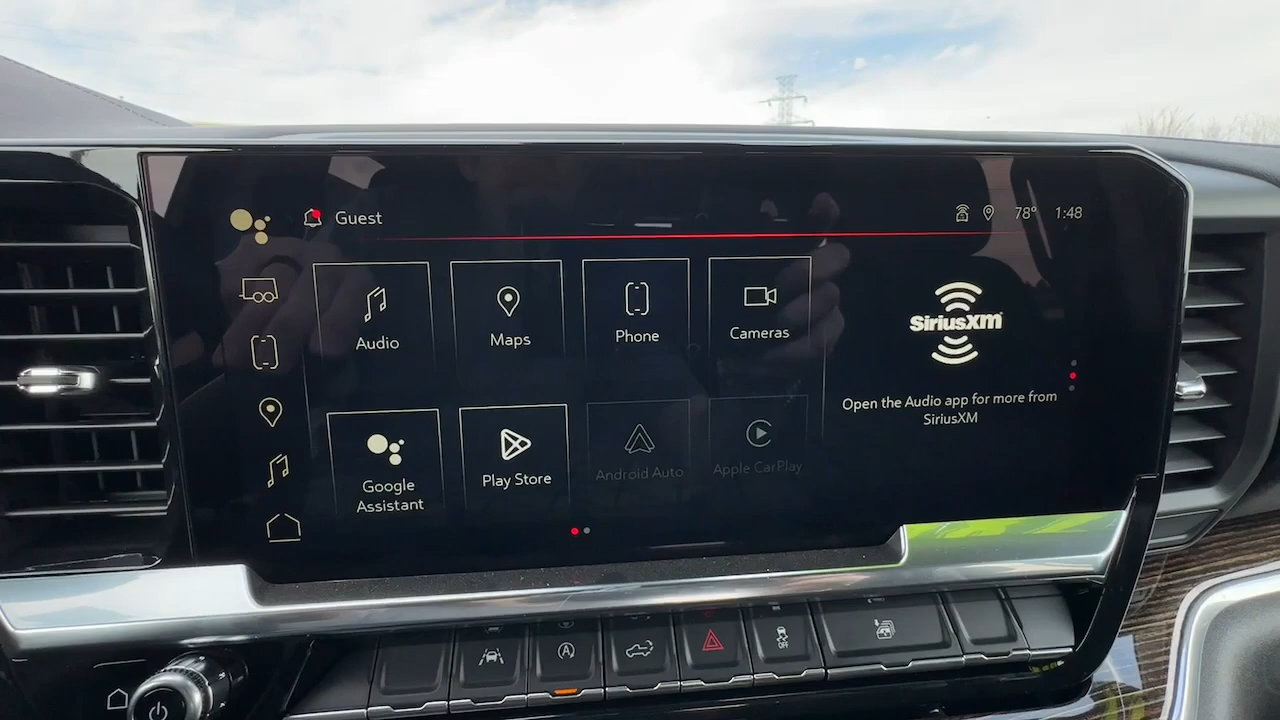 Guest
78° 1:48
Audio
Maps
Phone
Cameras
SiriusXM
Open the Audio app for more from
SiriusXM
Google
Assistant
Play Store
Android Auto
Apple CarPlay
A
OFF